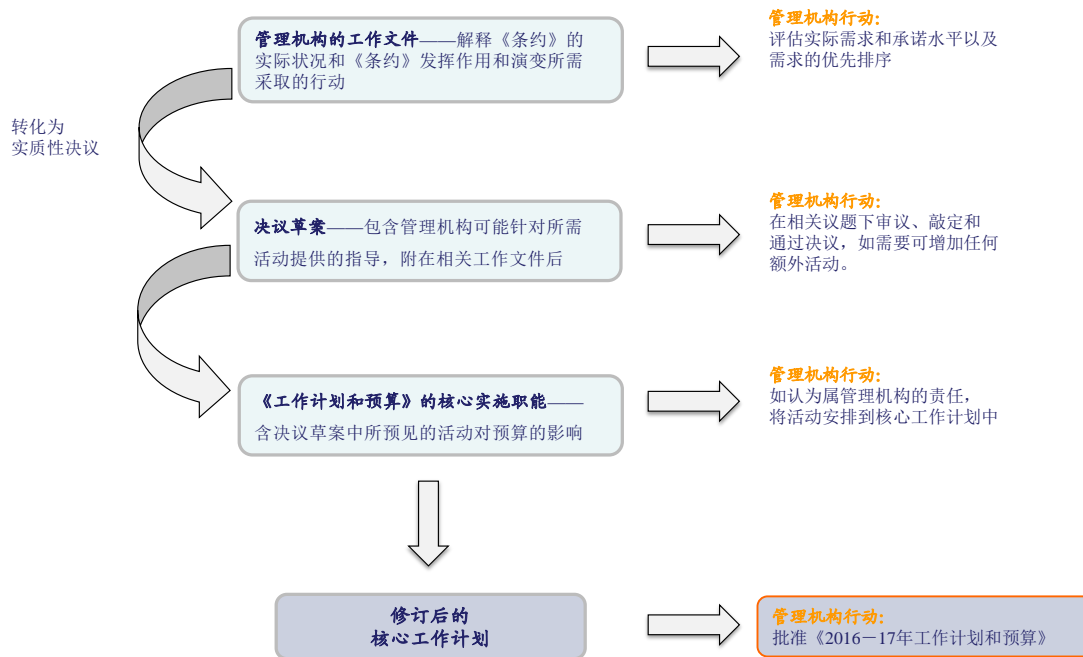 管理机构的工作文件——解释《条约》的
实际状况和《条约》发挥作用和演变所需
采取的行动
管理机构行动：
评估实际需求和承诺水平以及
需求的优先排序
转化为
实质性决议
决议草案——包含管理机构可能针对所需
活动提供的指导，附在相关工作文件后
管理机构行动：
在相关议题下审议、敲定和
通过决议，如需要可增加任何
额外活动。
《工作计划和预算》的核心实施职能——
含决议草案中所预见的活动对预算的影响
管理机构行动：
如认为属管理机构的责任，
将活动安排到核心工作计划中
修订后的
核心工作计划
管理机构行动：
批准《2016－17年工作计划和预算》